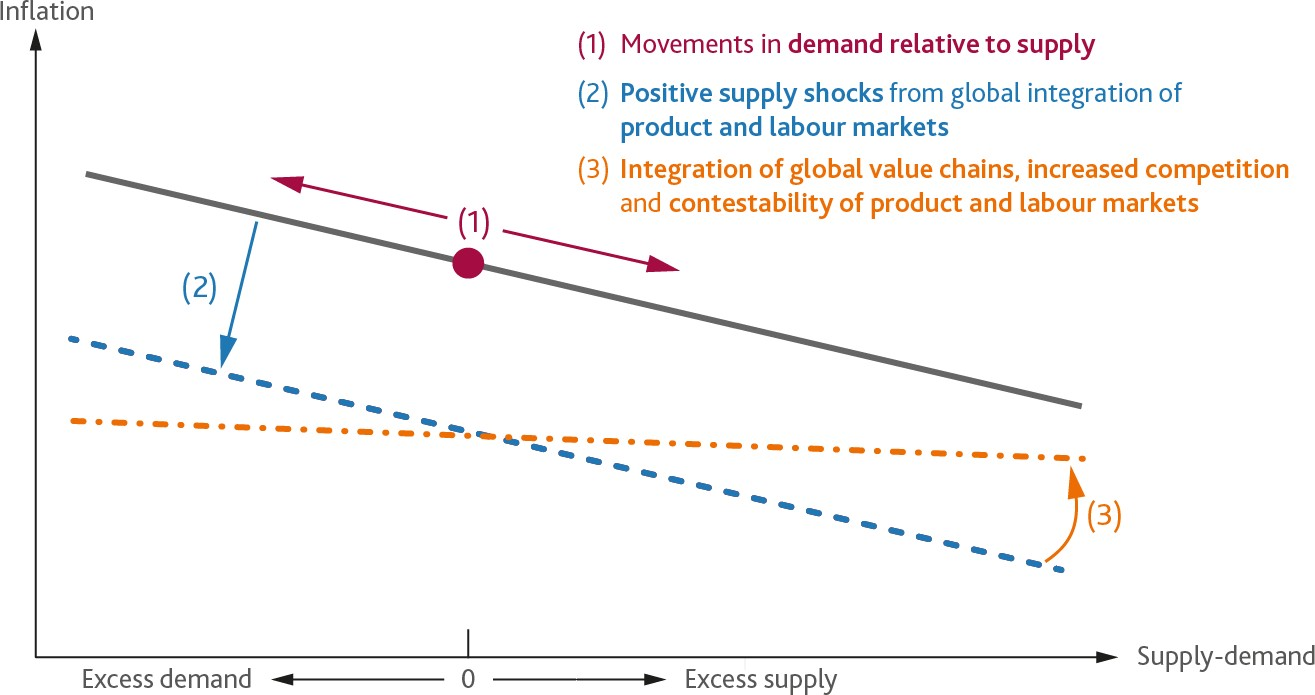 Inflation
(1) Movements in demand relative to supply
(2) Positive supply shocks from global integration of
product and labour markets
(3) Integration of global value chains, increased competition
and contestability of product and labour markets
(1)
(2)
(3)
Supply-demand
Excess demand 0 Excess supply